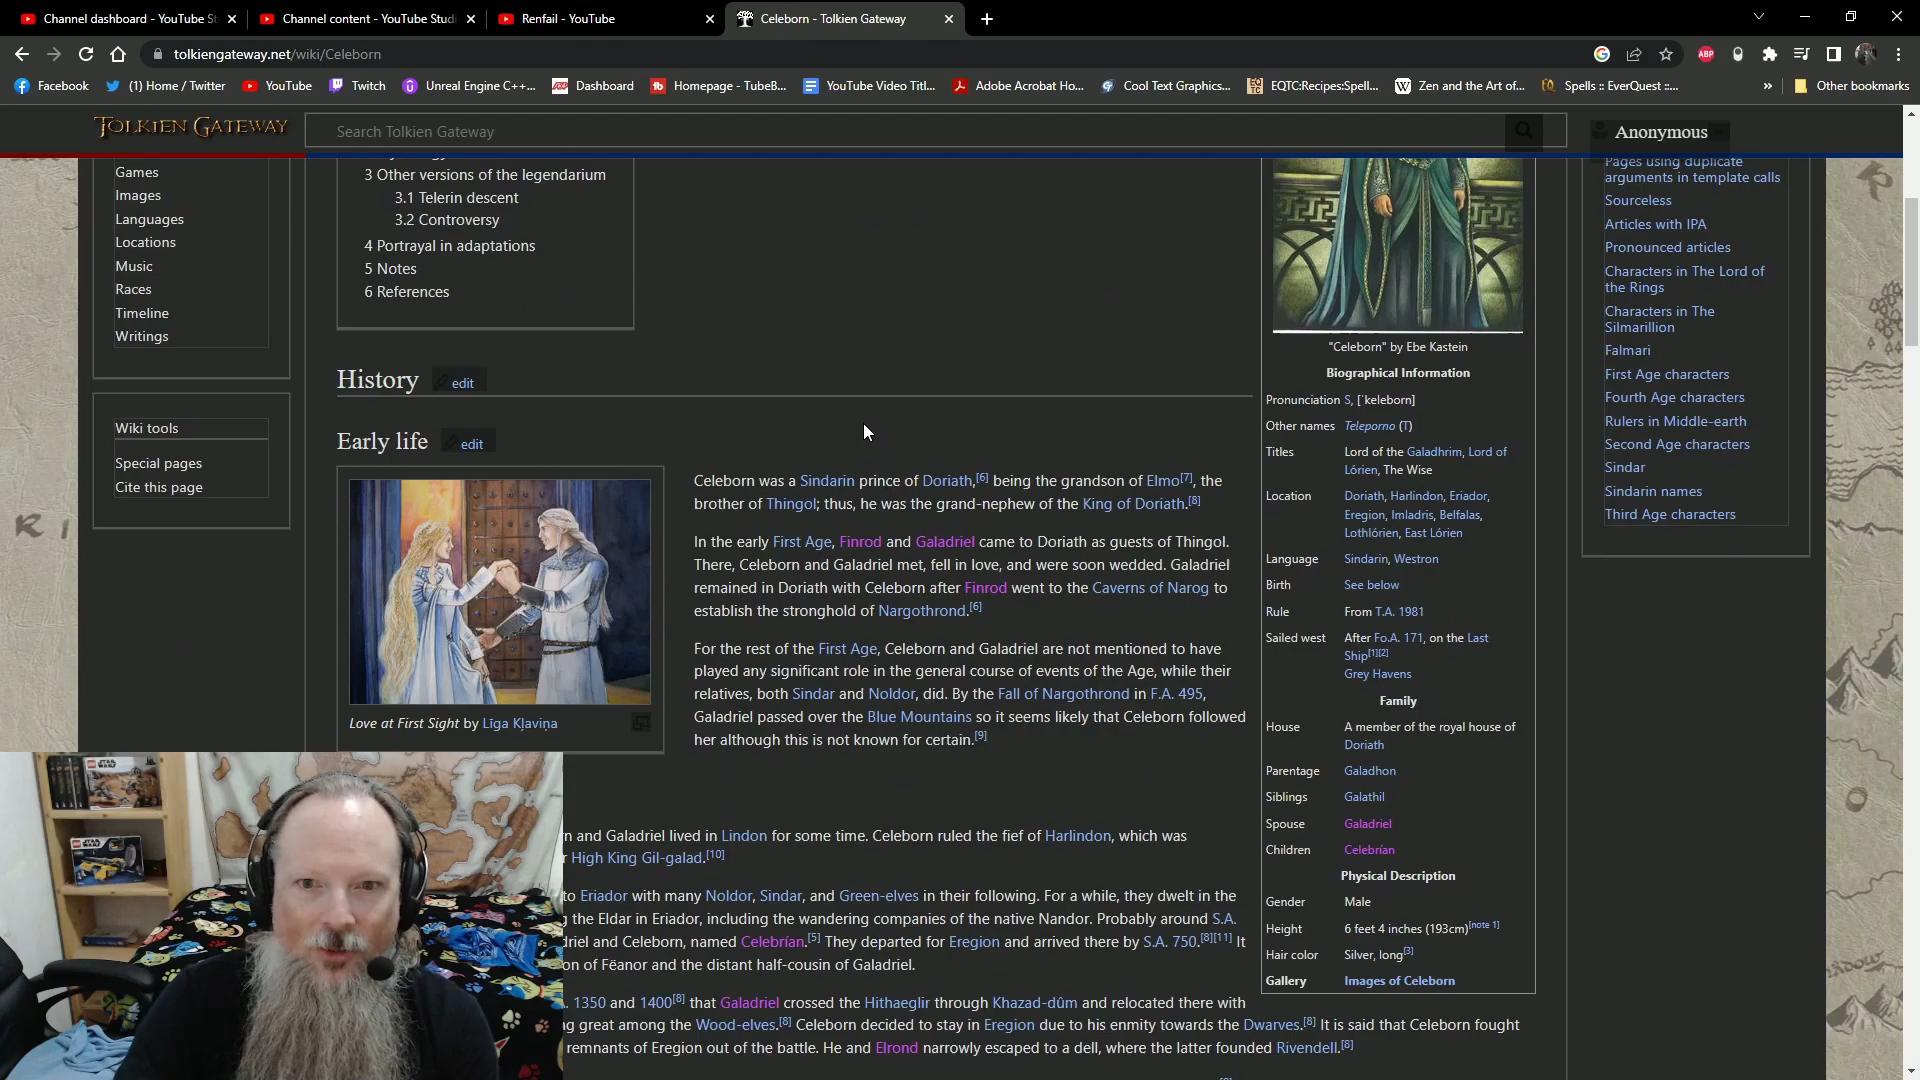 Channel dashboard - YouTube St
Channel content - YouTube Studi
Renfail - YouTube
Celeborn - Tolkien Gateway
tolkiengateway.net/wiki/Celeborn
Facebook
(1) Home / Twitter
YouTube
Twitch
Unreal Engine C++...
Dashboard
Homepage - TubeB...
YouTube Video Titl...
Adobe Acrobat Ho...
Cool Text Graphics...
EQTC:Recipes:Spell...
Zen and the Art of...
Spells :: EverQuest ::...
»
Other bookmarks
TOLKIEN GATEWAY
Search Tolkien Gateway
Anonymous
Games
Images
Languages
Locations
Music
Races
Timeline
Writings
Wiki tools
Special pages
Cite this page
3 Other versions of the legendarium
3.1 Telerin descent
3.2 Controversy
4 Portrayal in adaptations
5 Notes
6 References
History edit
Early life edit
Love at First Sight by Līga Kļaviņa
Celeborn was a Sindarin prince of Doriath,[6] being the grandson of Elmo[7], the
brother of Thingol; thus, he was the grand-nephew of the King of Doriath.[8]
In the early First Age, Finrod and Galadriel came to Doriath as guests of Thingol.
There, Celeborn and Galadriel met, fell in love, and were soon wedded. Galadriel
remained in Doriath with Celeborn after Finrod went to the Caverns of Narog to
establish the stronghold of Nargothrond.[6]
For the rest of the First Age, Celeborn and Galadriel are not mentioned to have
played any significant role in the general course of events of the Age, while their
relatives, both Sindar and Noldor, did. By the Fall of Nargothrond in F.A. 495,
Galadriel passed over the Blue Mountains so it seems likely that Celeborn followed
her although this is not known for certain.[9]
n and Galadriel lived in Lindon for some time. Celeborn ruled the fief of Harlindon, which was
r High King Gil-galad.[10]
to Eriador with many Noldor, Sindar, and Green-elves in their following. For a while, they dwelt in the
g the Eldar in Eriador, including the wandering companies of the native Nandor. Probably around S.A.
driel and Celeborn, named Celebrían.[5] They departed for Eregion and arrived there by S.A. 750.[8][11] It
on of Fëanor and the distant half-cousin of Galadriel.
. 1350 and 1400[8] that Galadriel crossed the Hithaeglir through Khazad-dûm and relocated there with
g great among the Wood-elves.[8] Celeborn decided to stay in Eregion due to his enmity towards the Dwarves.[8] It is said that Celeborn fought
remnants of Eregion out of the battle. He and Elrond narrowly escaped to a dell, where the latter founded Rivendell.[8]
"Celeborn" by Ebe Kastein
Biographical Information
Pronunciation S, ['keleborn]
Other names Teleporno (T)
Titles Lord of the Galadhrim, Lord of
Lórien, The Wise
Location Doriath, Harlindon, Eriador,
Eregion, Imladris, Belfalas,
Lothlórien, East Lórien
Language Sindarin, Westron
Birth See below
Rule From T.A. 1981
Sailed west After Fo.A. 171, on the Last
Ship[1][2]
Grey Havens
Family
House A member of the royal house of
Doriath
Parentage Galadhon
Siblings Galathil
Spouse Galadriel
Children Celebrían
Physical Description
Gender Male
Height 6 feet 4 inches (193cm)[note 1]
Hair color Silver, long[3]
Gallery Images of Celeborn
Pages using duplicate
arguments in template calls
Sourceless
Articles with IPA
Pronounced articles
Characters in The Lord of
the Rings
Characters in The
Silmarillion
Falmari
First Age characters
Fourth Age characters
Rulers in Middle-earth
Second Age characters
Sindar
Sindarin names
Third Age characters